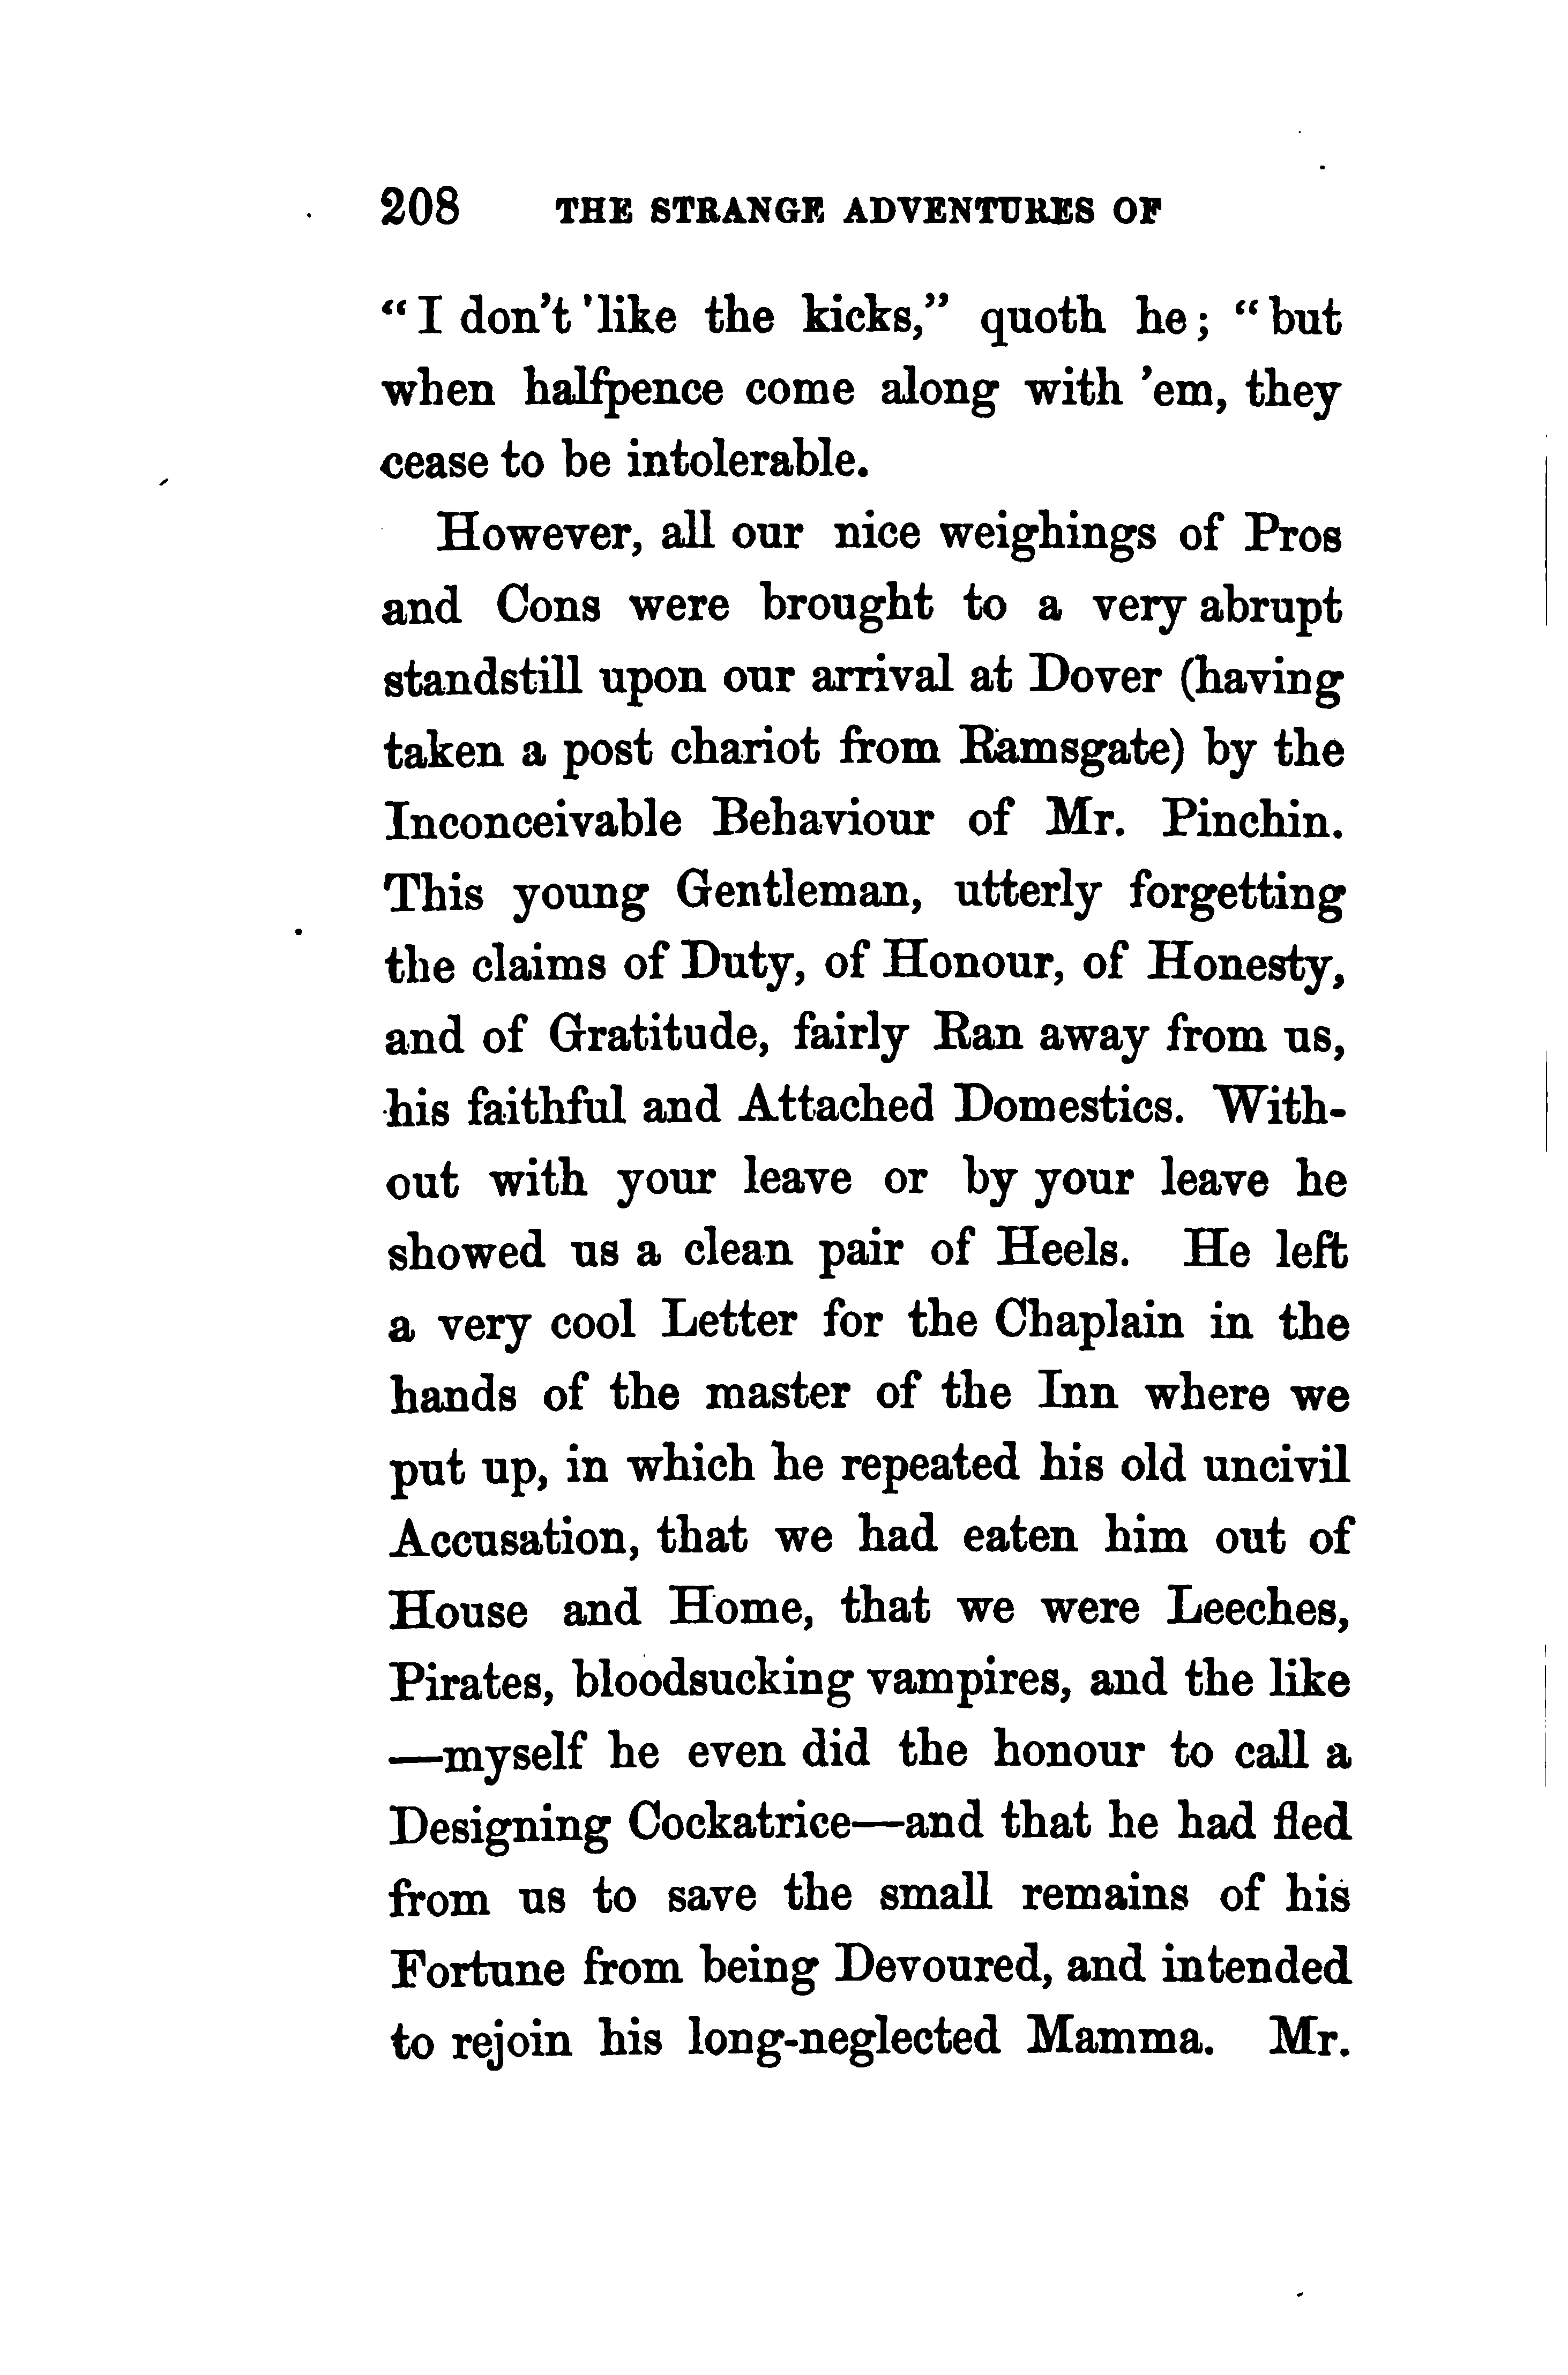 208 THE STRANGE ADVENTURES OF
“I don't 'like the kicks,” quoth he; “but
when halfpence come along with 'em, they
cease to be intolerable.
However, all our nice weighings of Pros
and Cons were brought to a very abrupt
standstill upon our arrival at Dover (having
taken a post chariot from Ramsgate) by the
Inconceivable Behaviour of Mr. Pinchin.
This young Gentleman, utterly forgetting
the claims of Duty, of Honour, of Honesty,
and of Gratitude, fairly Ran away from us,
his faithful and Attached Domestics. With-
out with your leave or by your leave he
showed us a clean pair of Heels. He left
a very cool Letter for the Chaplain in the
hands of the master of the Inn where we
put up, in which he repeated his old uncivil
Accusation, that we had eaten him out of
House and Home, that we were Leeches,
Pirates, bloodsucking vampires, and the like
—myself he even did the honour to call a
Designing Cockatrice—and that he had fled
from us to save the small remains of his
Fortune from being Devoured, and intended
to rejoin his long-neglected Mamma. Mr.